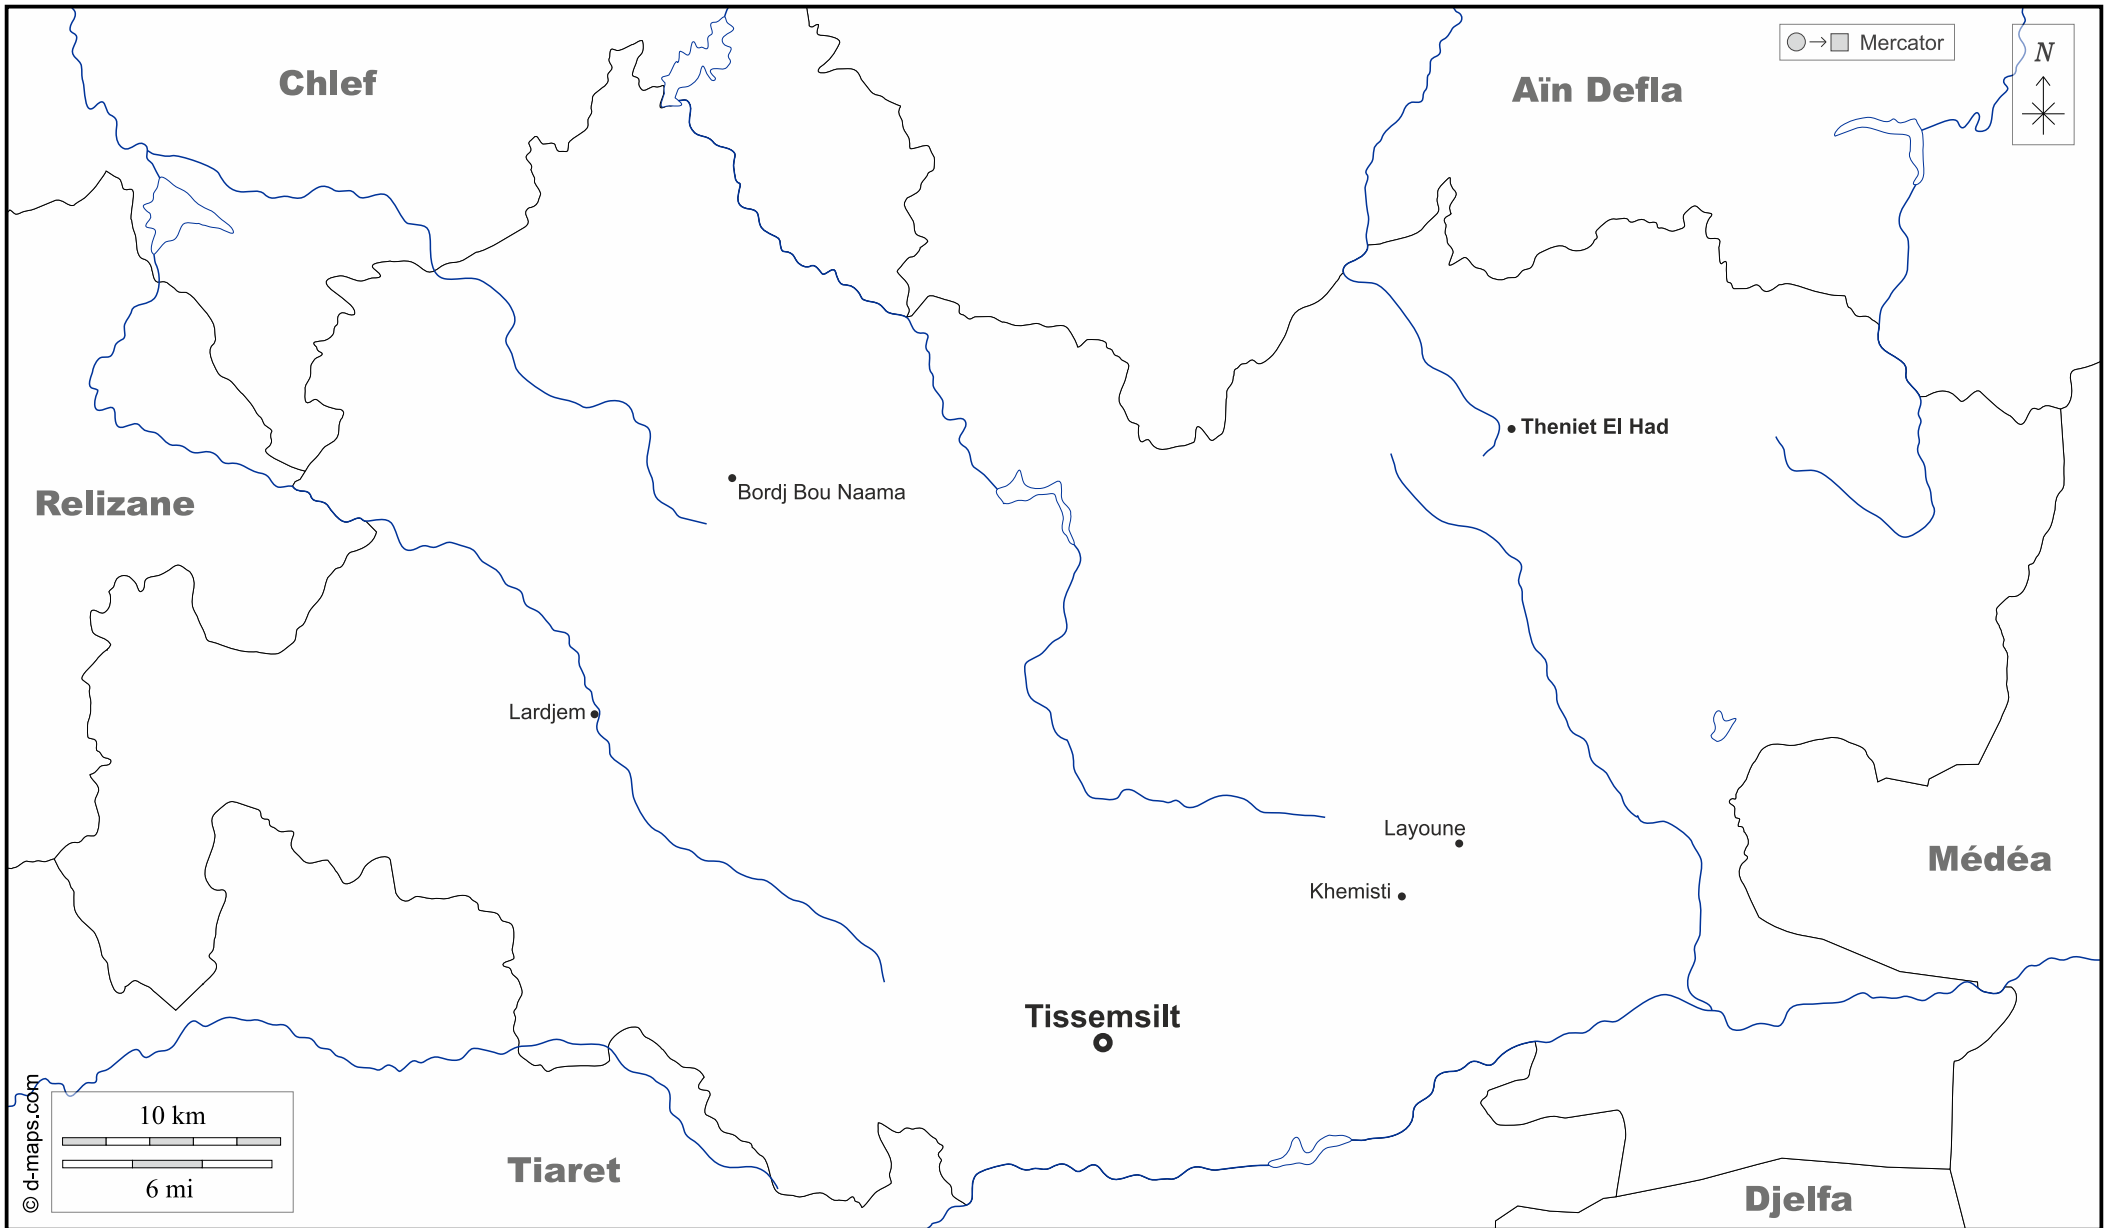 Chlef
Aïn Defla
Mercator
N
Theniet El Had
Bordj Bou Naama
Relizane
Lardjem
Layoune
Médéa
Khemisti
Tissemsilt
© d-maps.com
10 km
6 mi
Tiaret
Djelfa